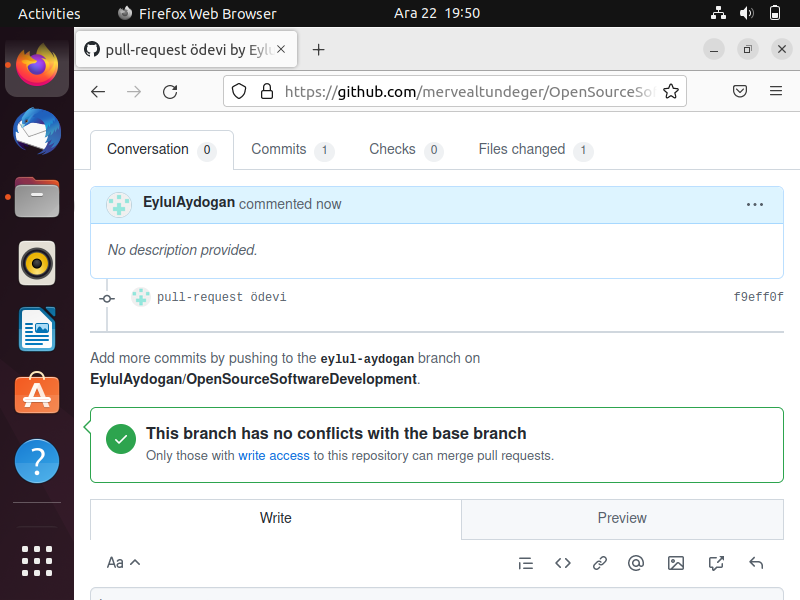 Activities Firefox Web Browser Ara 22 19:50
pull-request ödevi by Eylu
https://github.com/mervealtundeger/OpenSourceSof
Conversation 0 Commits 1 Checks 0 Files changed 1
EylulAydogan commented now
No description provided.
pull-request ödevi f9eff0f
Add more commits by pushing to the eylul-aydogan branch on
EylulAydogan/OpenSourceSoftwareDevelopment.
This branch has no conflicts with the base branch
Only those with write access to this repository can merge pull requests.
Write Preview
Aa